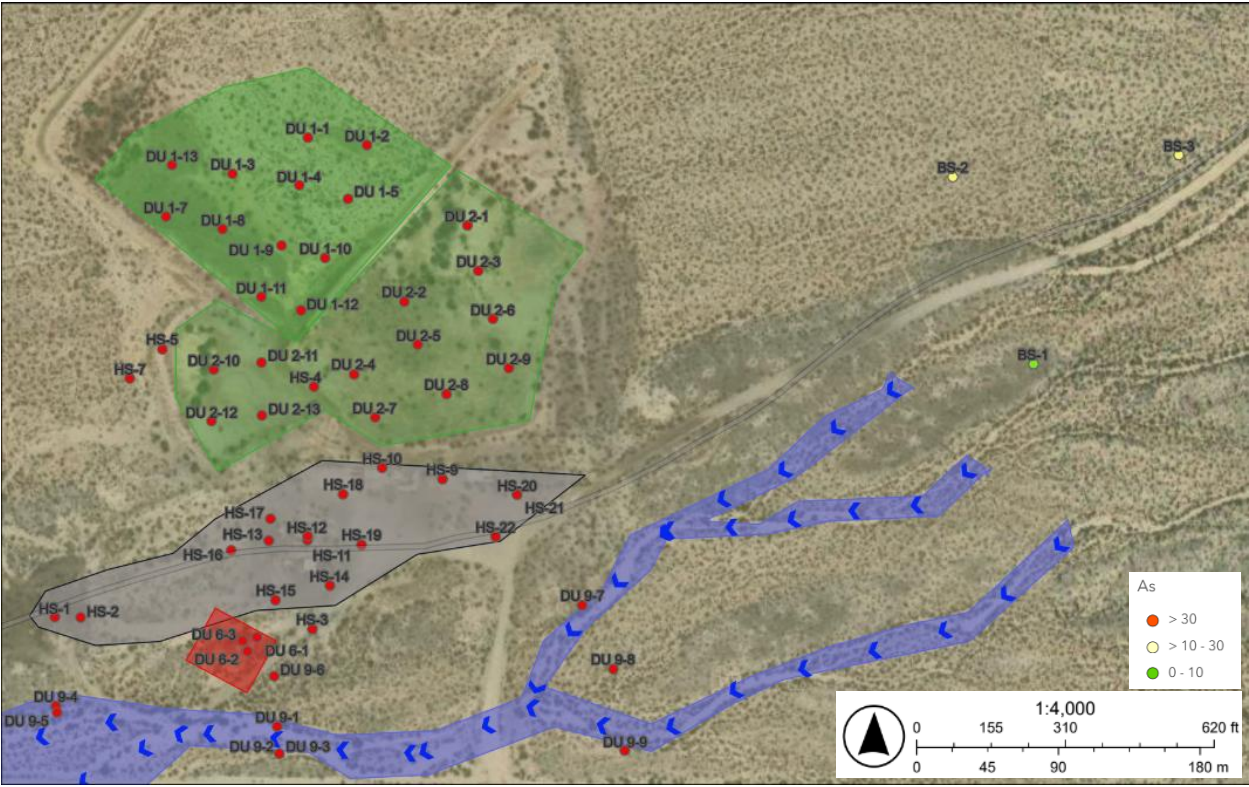 DU 1-1
DU 1-2
DU 1-13
DU 1-3
DU 1-4
DU 1-5
DU 1-7
DU 1-8
DU 1-9
DU 1-10
DU 1-11
DU 1-12
BS-3
BS-2
BS-1
DU 2-1
DU 2-3
DU 2-2
DU 2-6
DU 2-5
DU 2-9
DU 2-4
DU 2-8
DU 2-7
HS-5
HS-7
DU 2-10
DU 2-11
HS-4
DU 2-12
DU 2-13
HS-10
HS-9
HS-18
HS-20
HS-21
HS-17
HS-12
HS-13
HS-22
HS-16
HS-19
HS-11
HS-14
HS-15
HS-1
HS-2
HS-3
DU 6-3
DU 6-1
DU 6-2
DU 9-6
DU 9-7
DU 9-8
DU 9-4
DU 9-5
DU 9-1
DU 9-2
DU 9-3
DU 9-9
As
> 30
> 10 - 30
0 - 10
1:4,000
0 155 310 620 ft
0 45 90 180 m